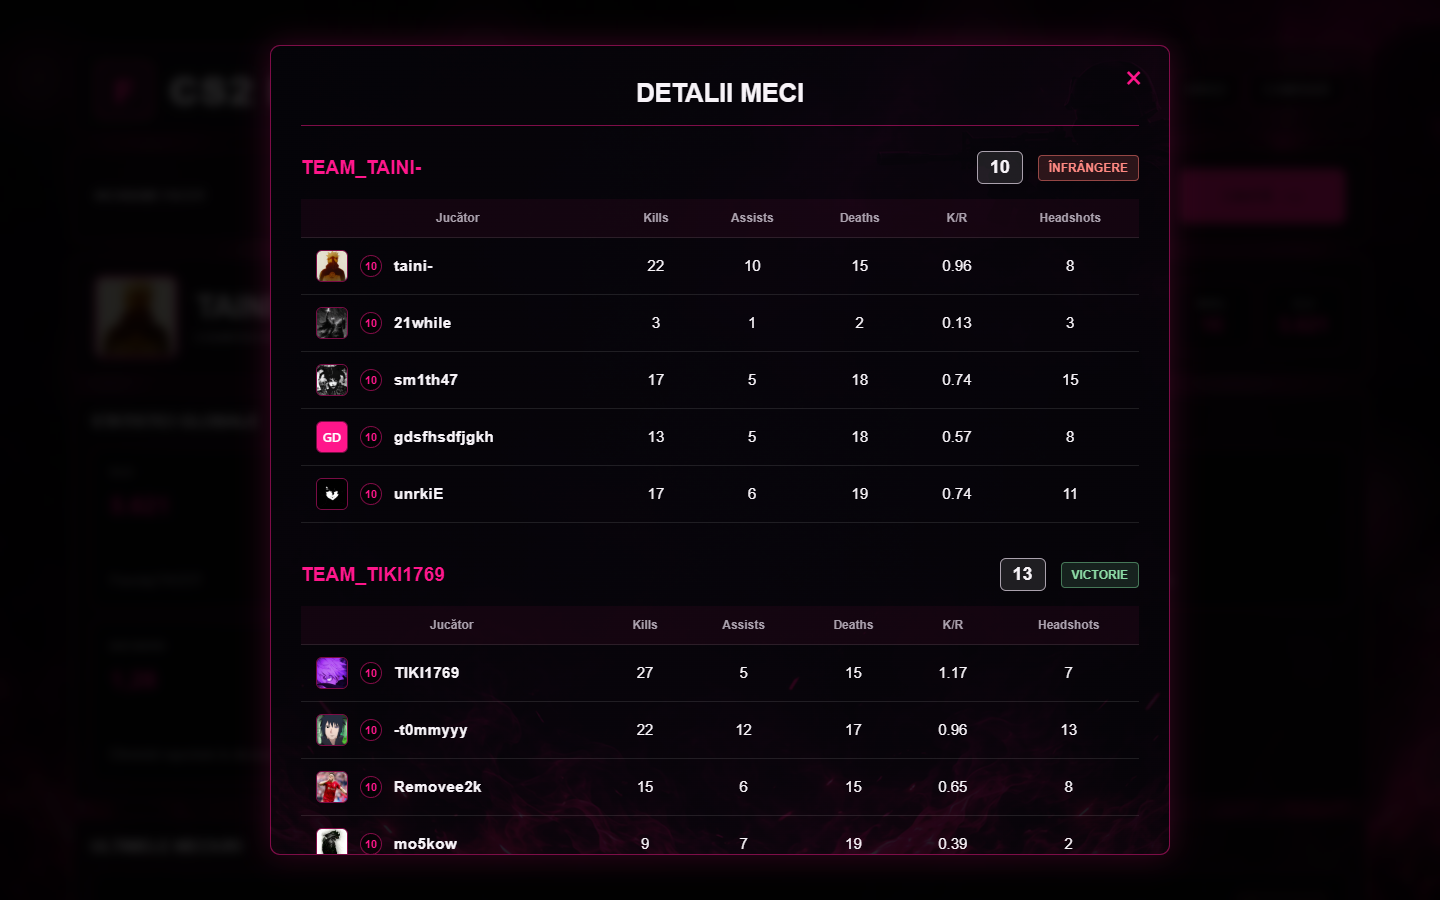 CS2
DETALII MECI
×
TEAM_TAINI- 10 ÎNFRÂNGERE
Jucător Kills Assists Deaths K/R Headshots
10 taini- 22 10 15 0.96 8
10 21while 3 1 2 0.13 3
10 sm1th47 17 5 18 0.74 15
GD 10 gdsfhsdfjgkh 13 5 18 0.57 8
10 unrkiE 17 6 19 0.74 11
TEAM_TIKI1769 13 VICTORIE
Jucător Kills Assists Deaths K/R Headshots
10 TIKI1769 27 5 15 1.17 7
10 -t0mmyyy 22 12 17 0.96 13
10 Removee2k 15 6 15 0.65 8
10 mo5kow 9 7 19 0.39 2